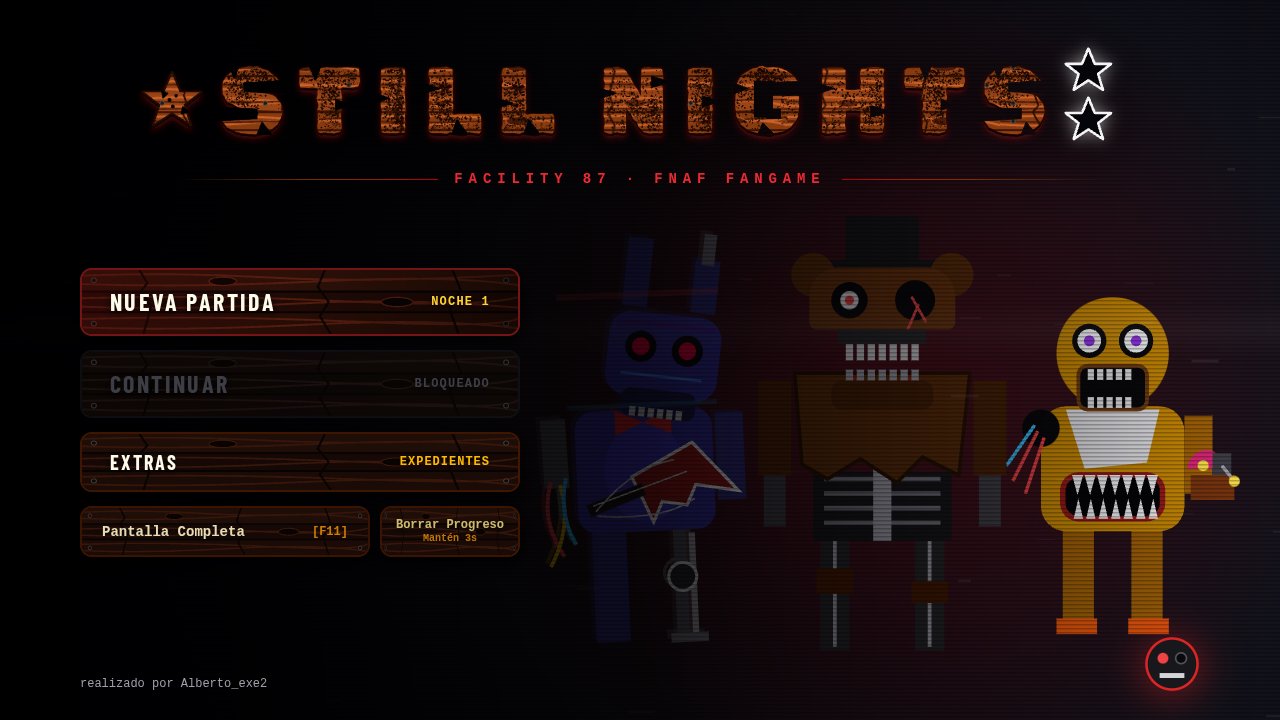 STILL NIGHTS
FACILITY 87 · FNAF FANGAME
NUEVA PARTIDA NOCHE 1
CONTINUAR BLOQUEADO
EXTRAS EXPEDIENTES
Pantalla Completa [F11]
Borrar Progreso
Mantén 3s
realizado por Alberto_exe2